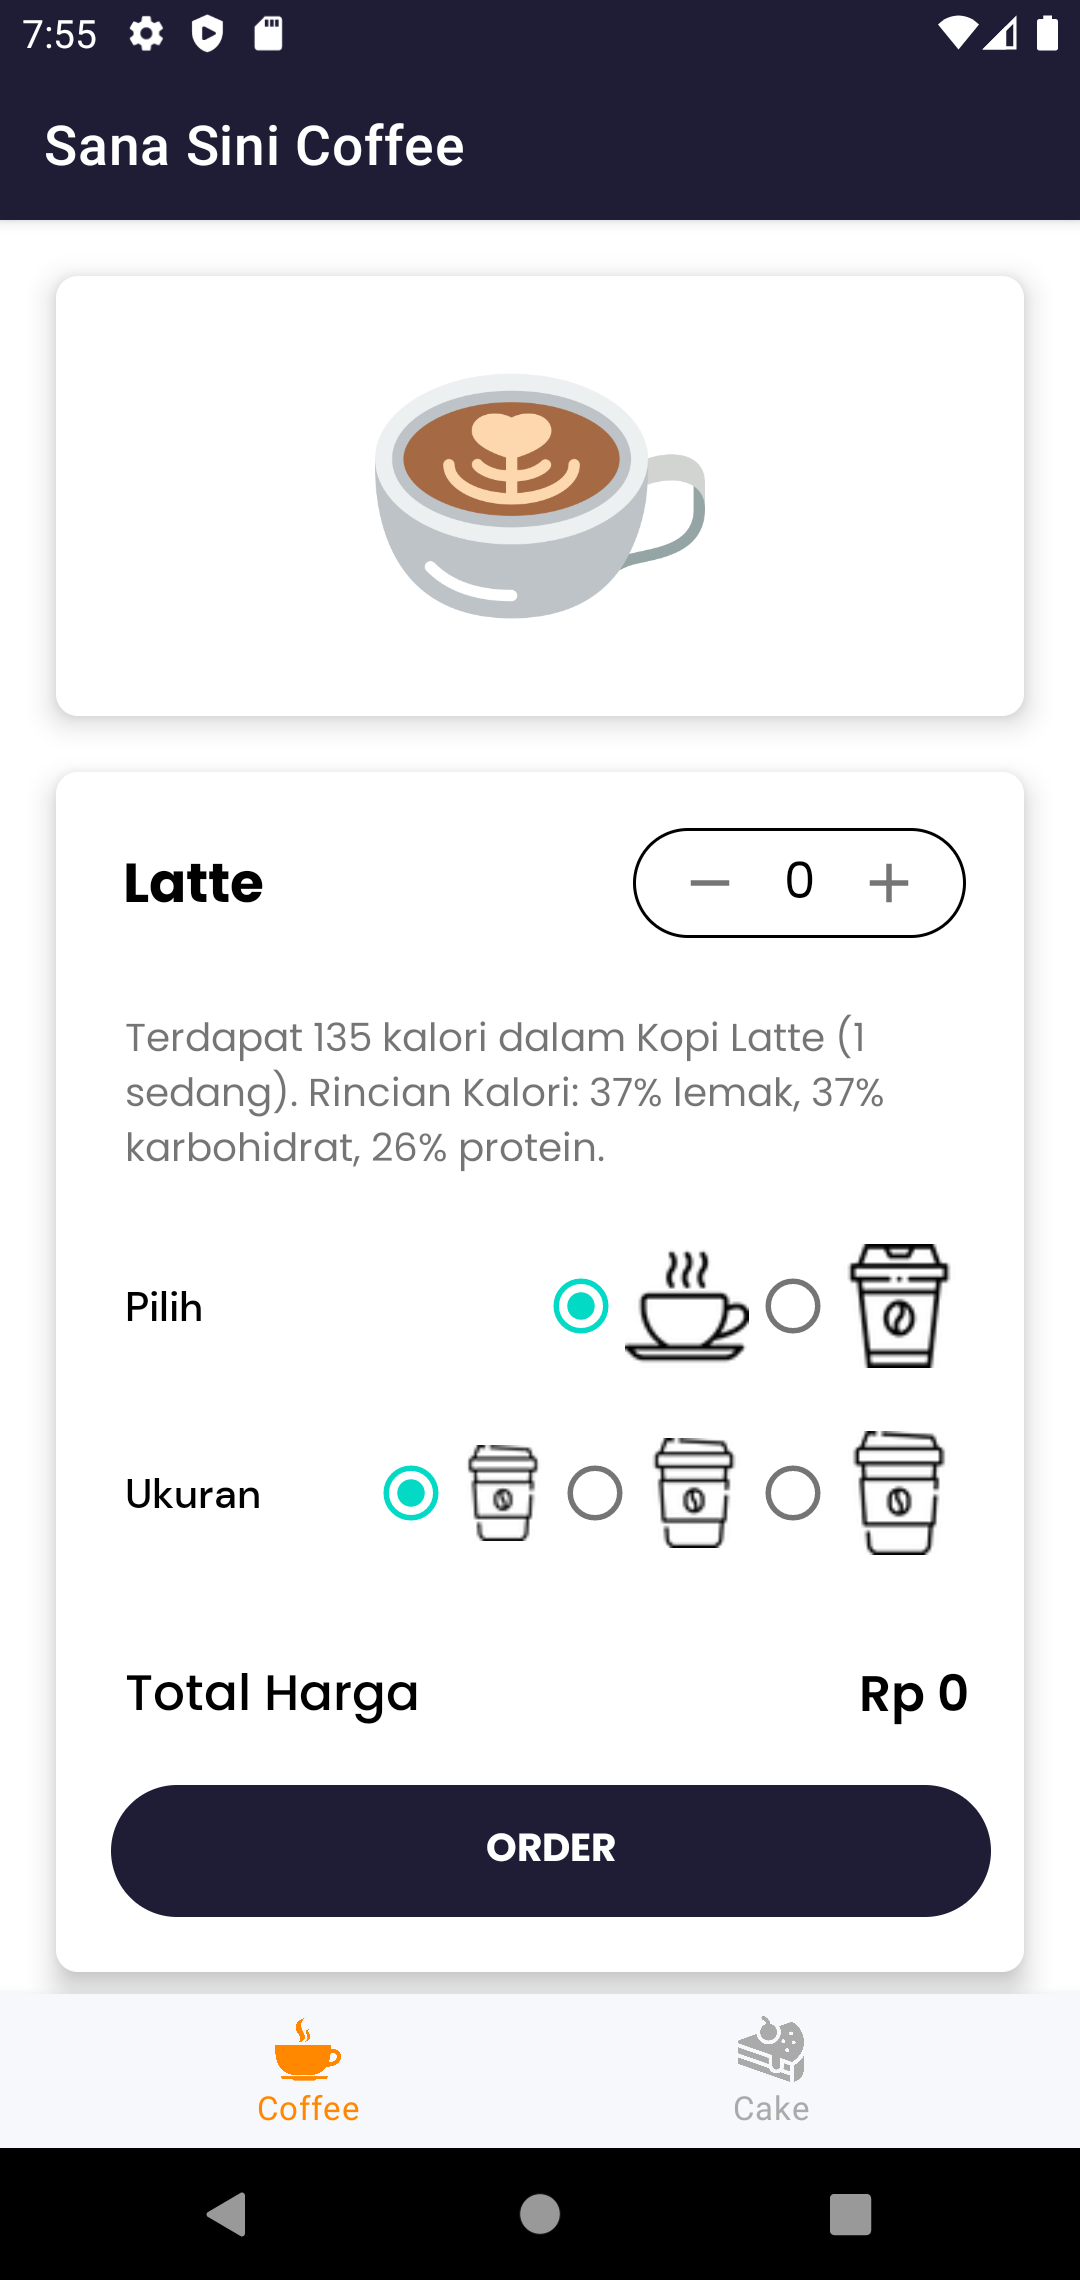 7:55
Sana Sini Coffee
Latte
0
Terdapat 135 kalori dalam Kopi Latte (1
sedang). Rincian Kalori: 37% lemak, 37%
karbohidrat, 26% protein.
Pilih
Ukuran
Total Harga
Rp 0
ORDER
Coffee
Cake